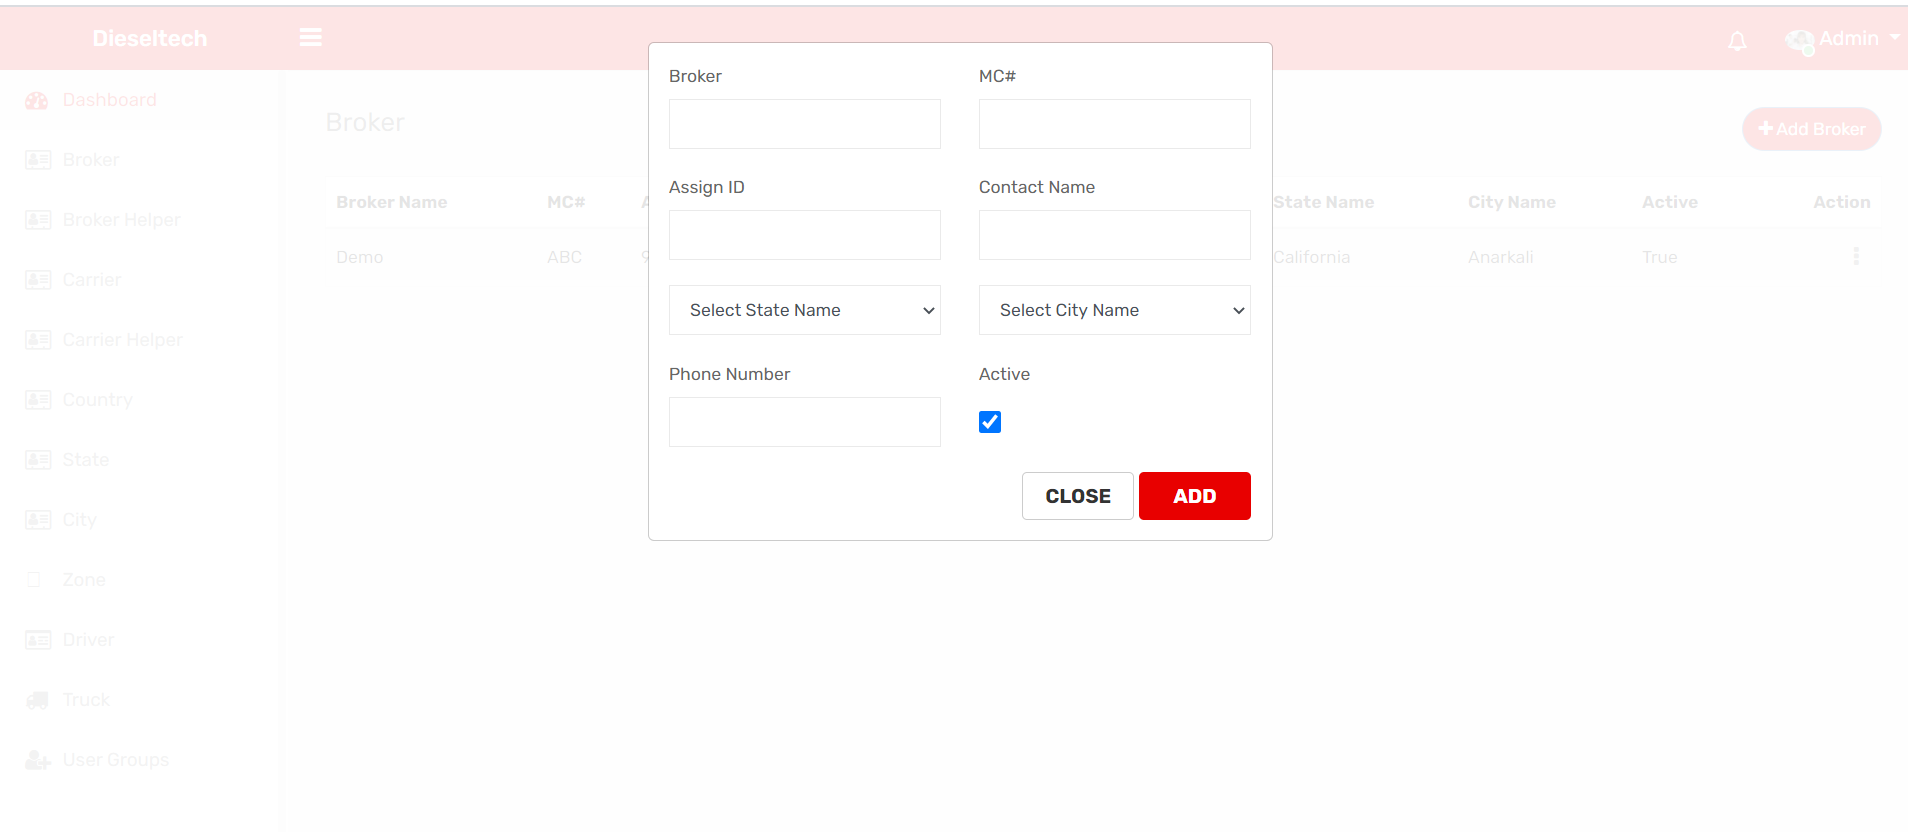 Dieseltech
Admin
Dashboard
Broker
Broker Helper
Carrier
Carrier Helper
Country
State
City
Zone
Driver
Truck
User Groups
Broker
Add Broker
Broker Name MC# State Name City Name Active Action
Demo ABC California Anarkali True
Broker MC#
Assign ID Contact Name
Select State Name Select City Name
Phone Number Active
CLOSE ADD